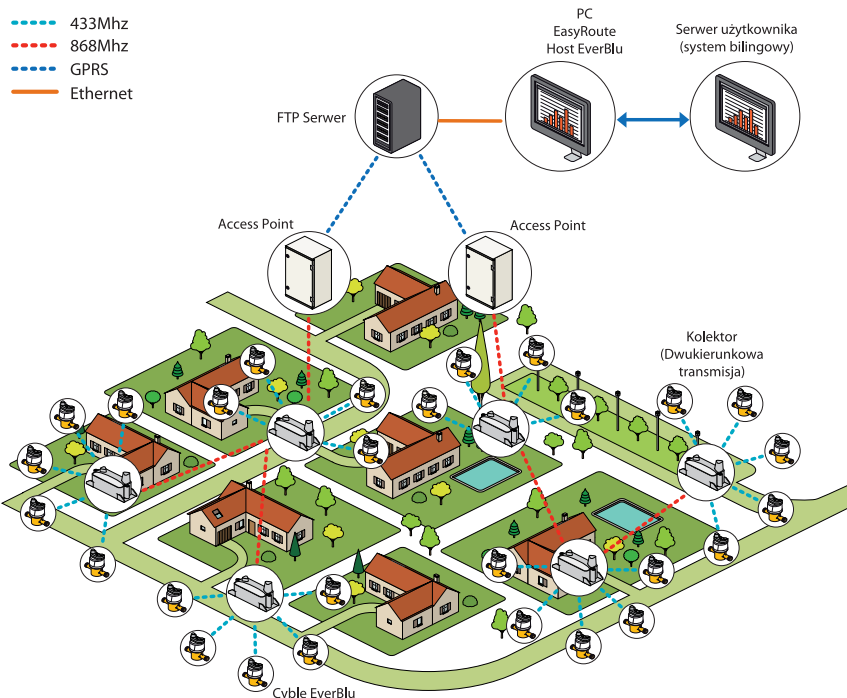 433Mhz
868Mhz
GPRS
Ethernet
PC
EasyRoute
Host EverBlu
Serwer użytkownika
(system bilingowy)
FTP Serwer
Access Point
Access Point
Kolektor
(Dwukierunkowa
transmisja)
Cyble EverBlu